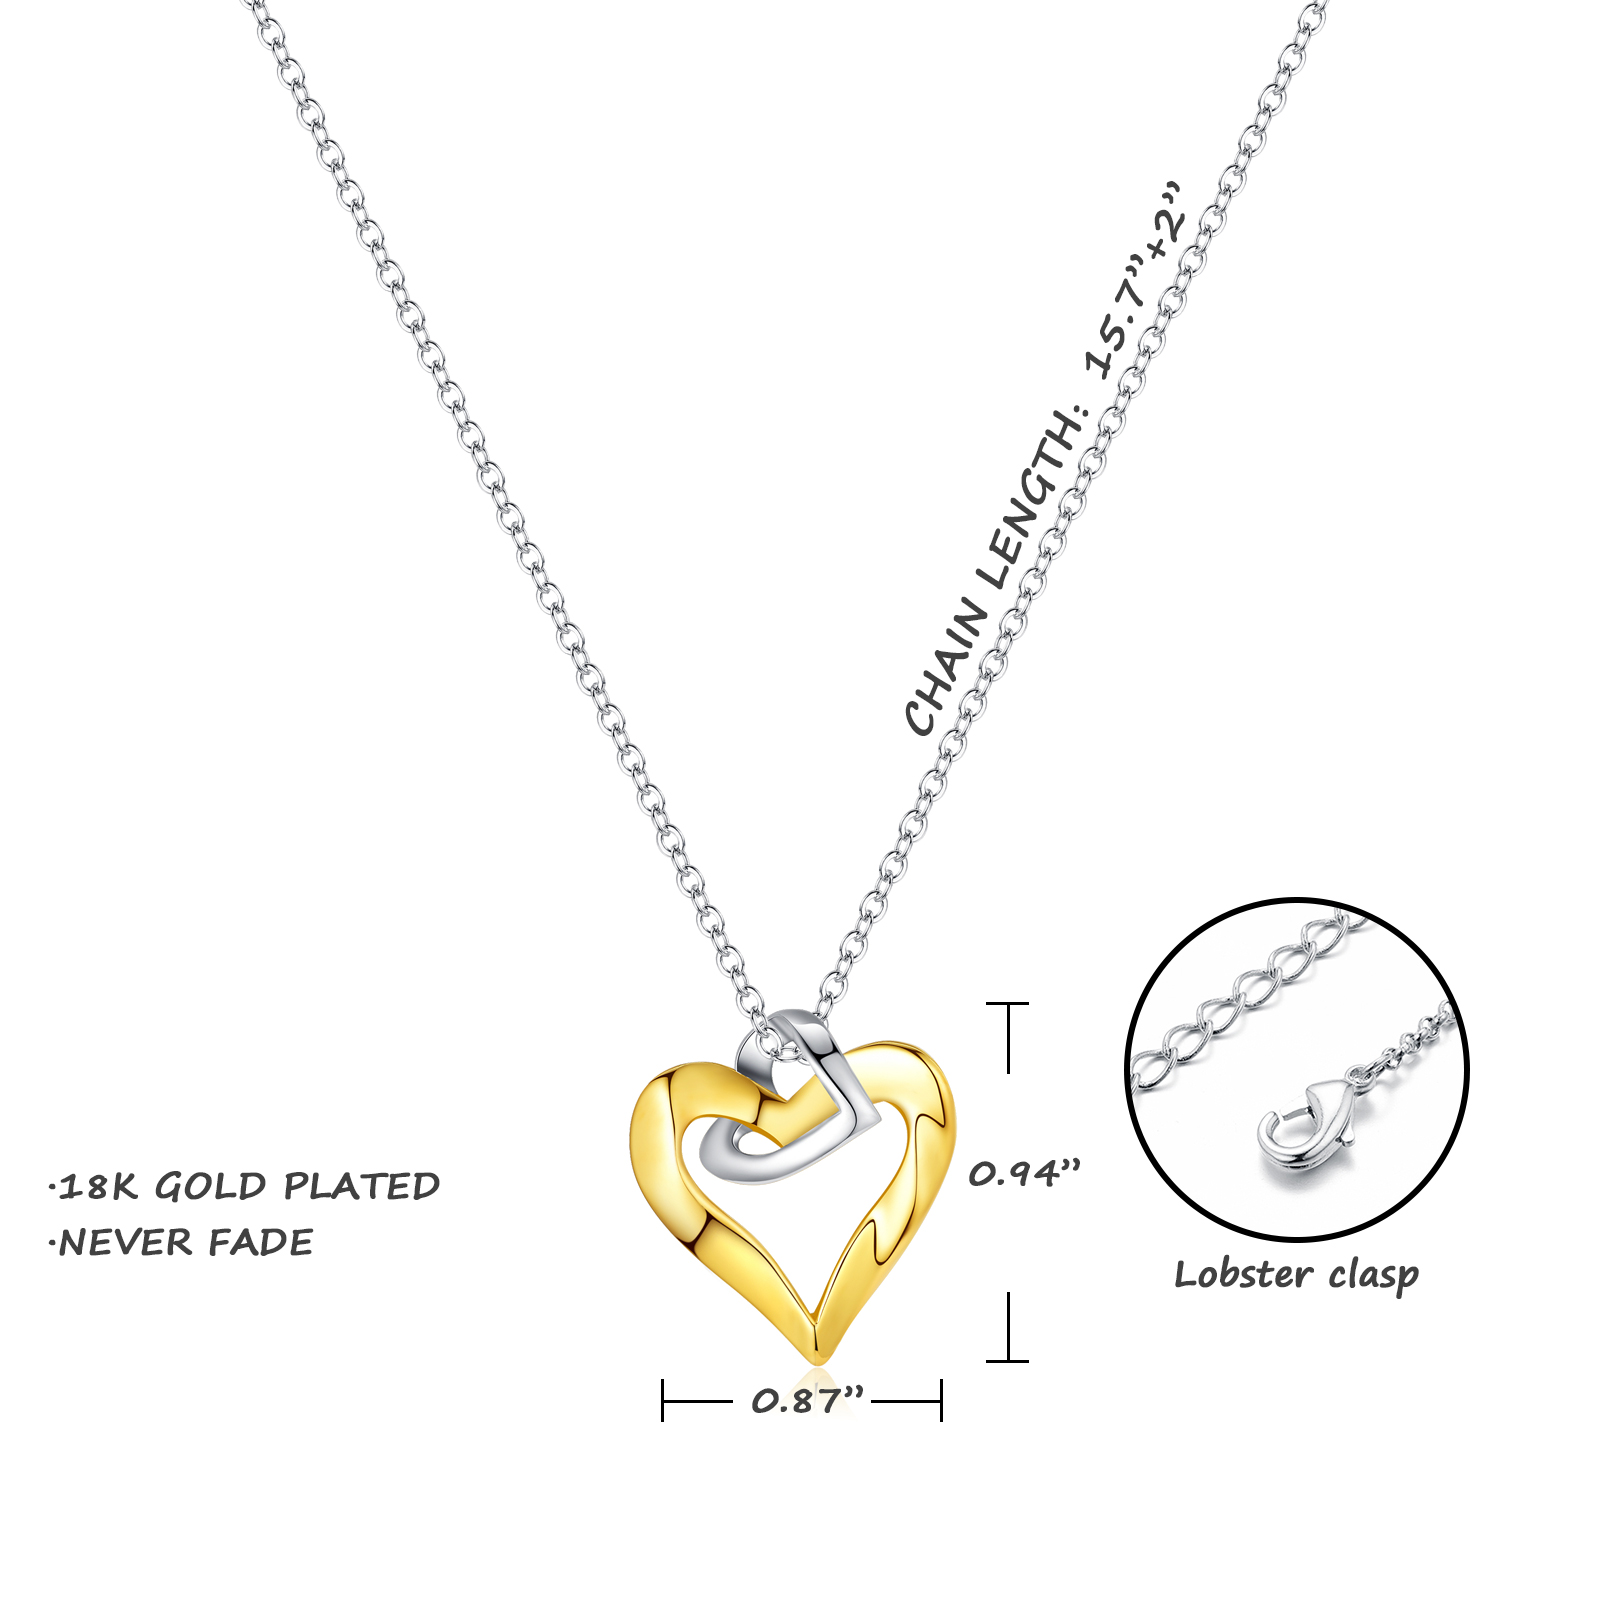 CHAIN LENGTH: 15.7”+2”
0.94”
·18K GOLD PLATED
·NEVER FADE
Lobster clasp
0.87”